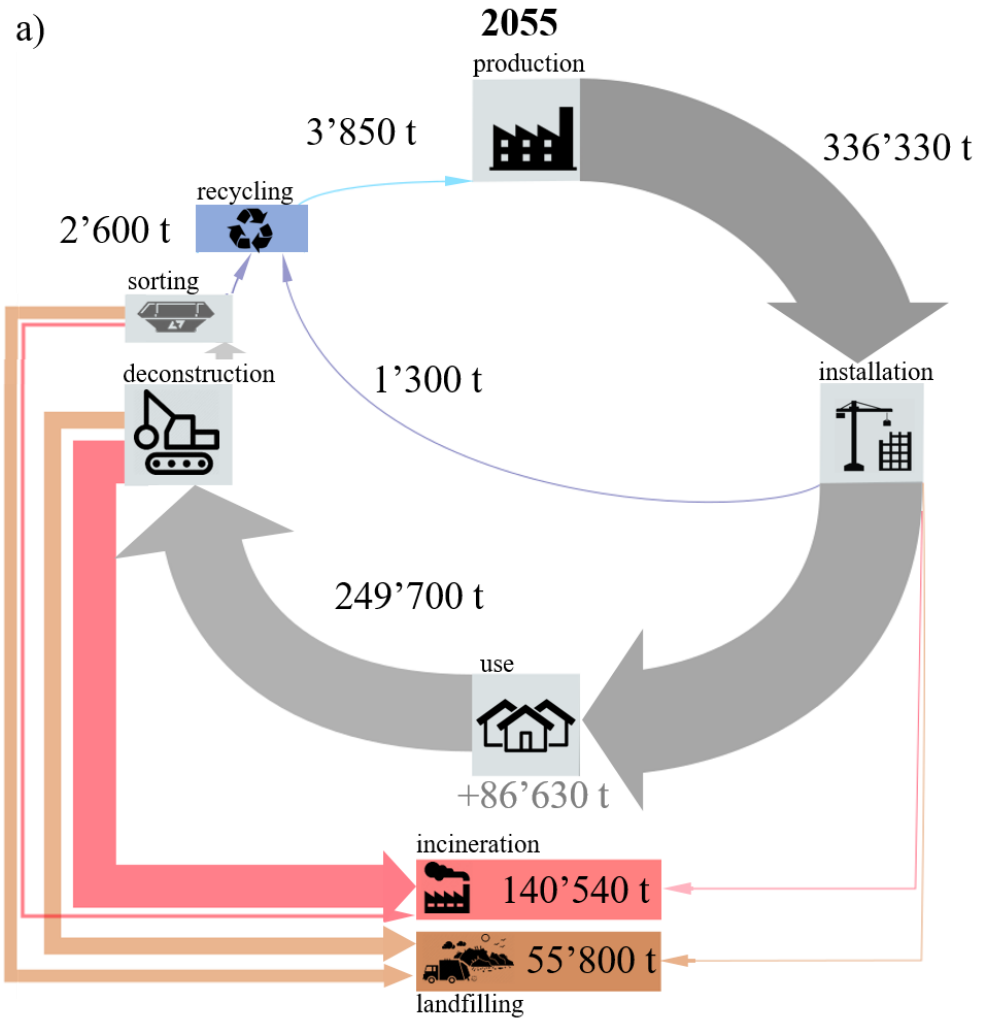 a)
2055
production
3’850 t
336’330 t
recycling
2’600 t
sorting
deconstruction
1’300 t
installation
249’700 t
use
+86’630 t
incineration
140’540 t
55’800 t
landfilling